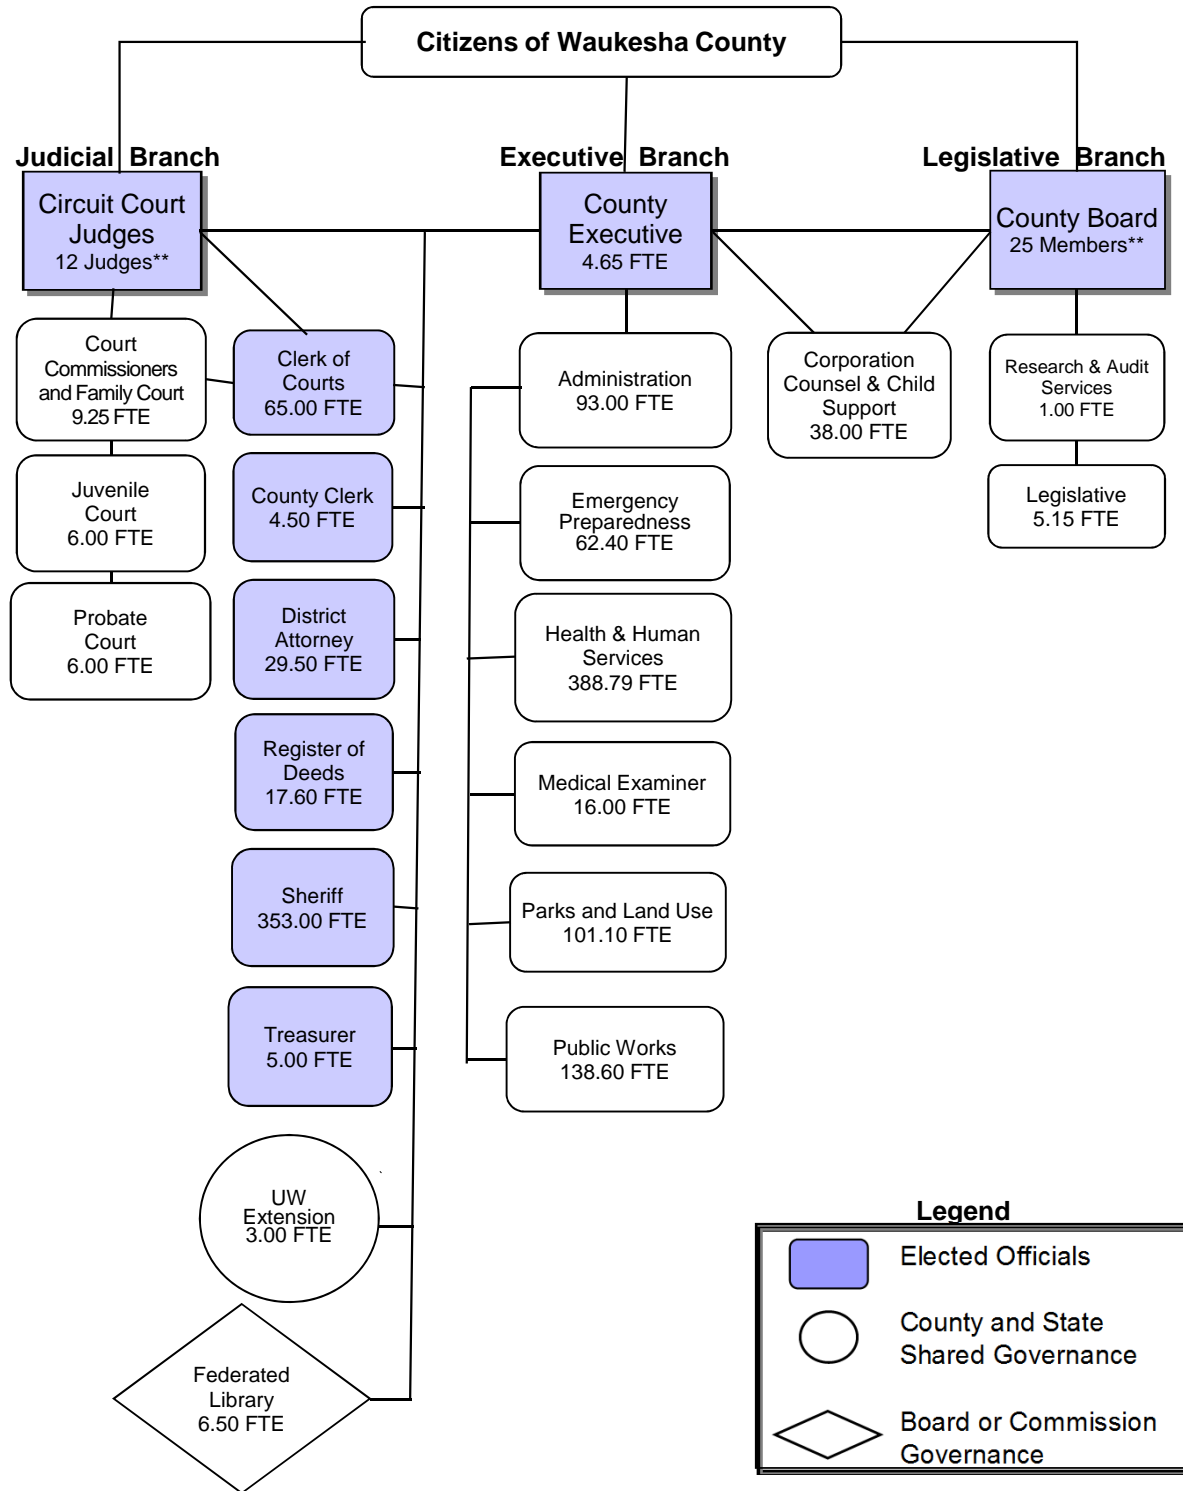 Citizens of Waukesha County
Judicial Branch
Executive Branch
Legislative Branch
Circuit Court
Judges
12 Judges**
County
Executive
4.65 FTE
County Board
25 Members**
Court
Commissioners
and Family Court
9.25 FTE
Clerk of
Courts
65.00 FTE
Administration
93.00 FTE
Corporation
Counsel & Child
Support
38.00 FTE
Research & Audit
Services
1.00 FTE
Juvenile
Court
6.00 FTE
County Clerk
4.50 FTE
Emergency
Preparedness
62.40 FTE
Legislative
5.15 FTE
Probate
Court
6.00 FTE
District
Attorney
29.50 FTE
Health & Human
Services
388.79 FTE
Register of
Deeds
17.60 FTE
Medical Examiner
16.00 FTE
Sheriff
353.00 FTE
Parks and Land Use
101.10 FTE
Treasurer
5.00 FTE
Public Works
138.60 FTE
UW
Extension
3.00 FTE
Federated
Library
6.50 FTE
Legend
Elected Officials
County and State
Shared Governance
Board or Commission
Governance